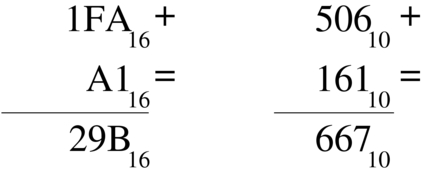 1FA₁₆+ 506₁₀+
A1₁₆= 161₁₀=
29B₁₆ 667₁₀